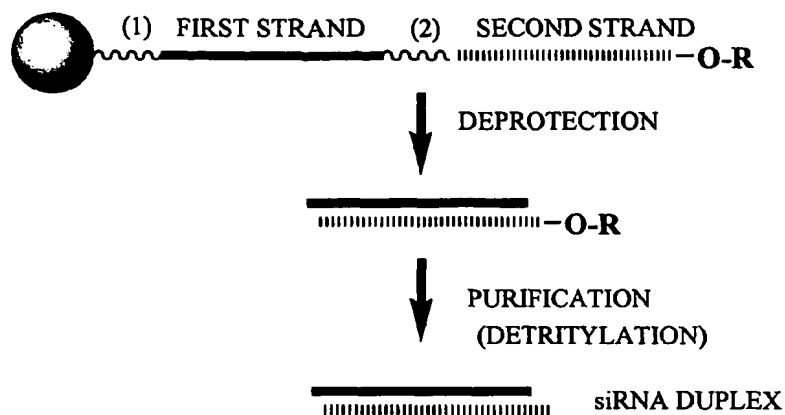 (1) FIRST STRAND (2) SECOND STRAND
O-R
DEPROTECTION
O-R
PURIFICATION
(DETRITYLATION)
siRNA DUPLEX